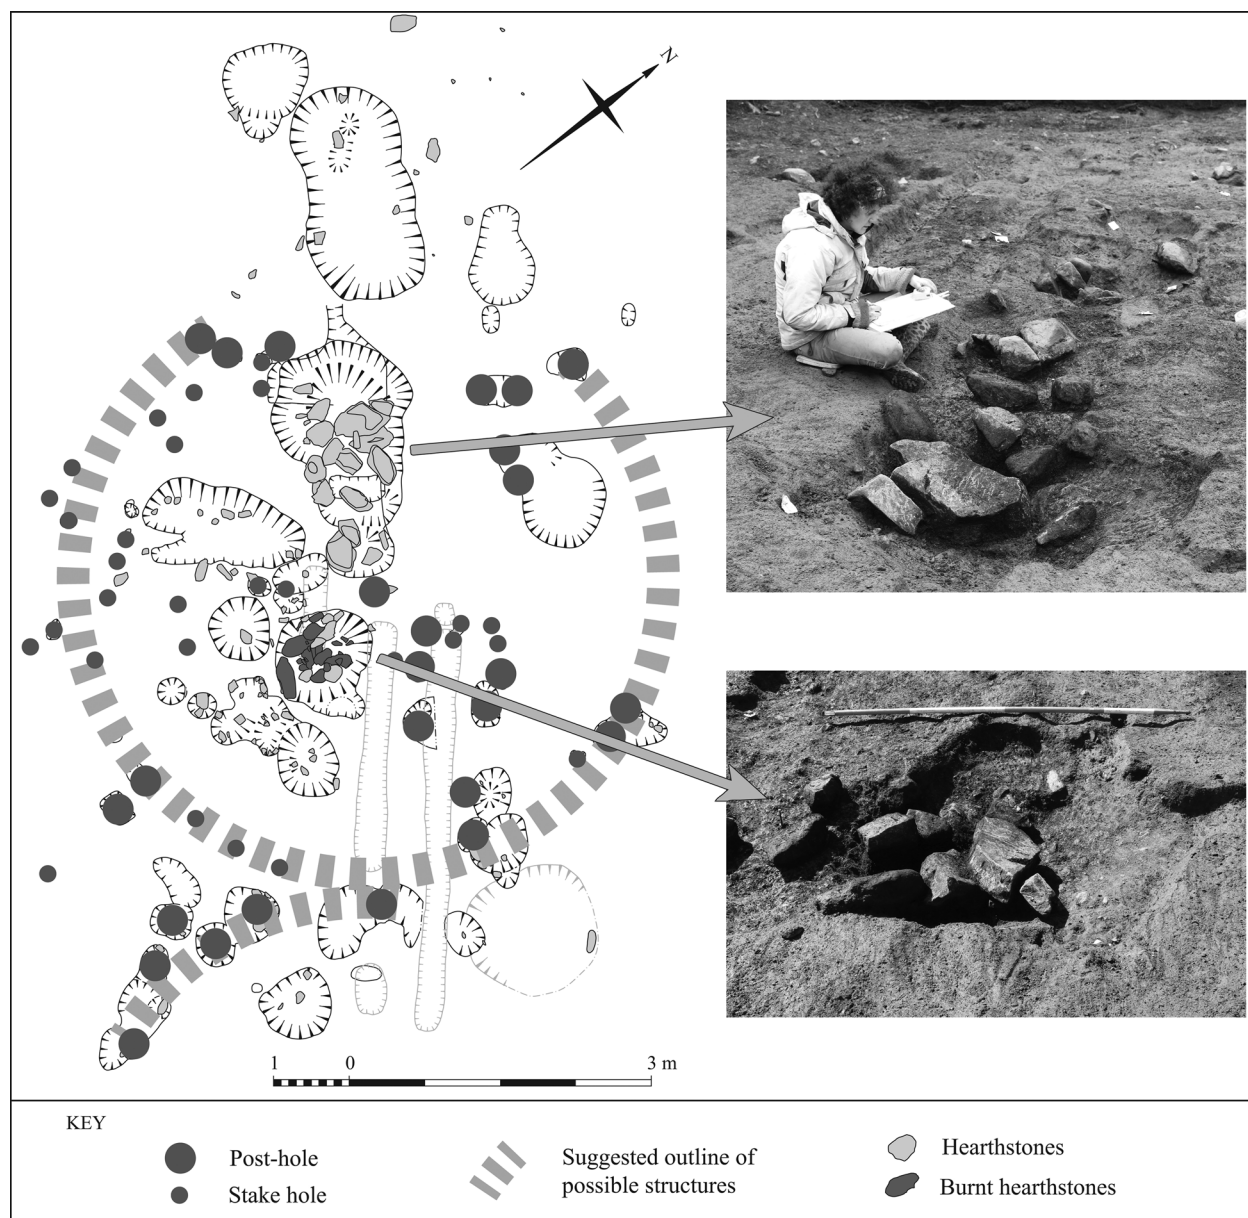 N
1 0 3 m
KEY
Post-hole
Stake hole
Suggested outline of
possible structures
Hearthstones
Burnt hearthstones